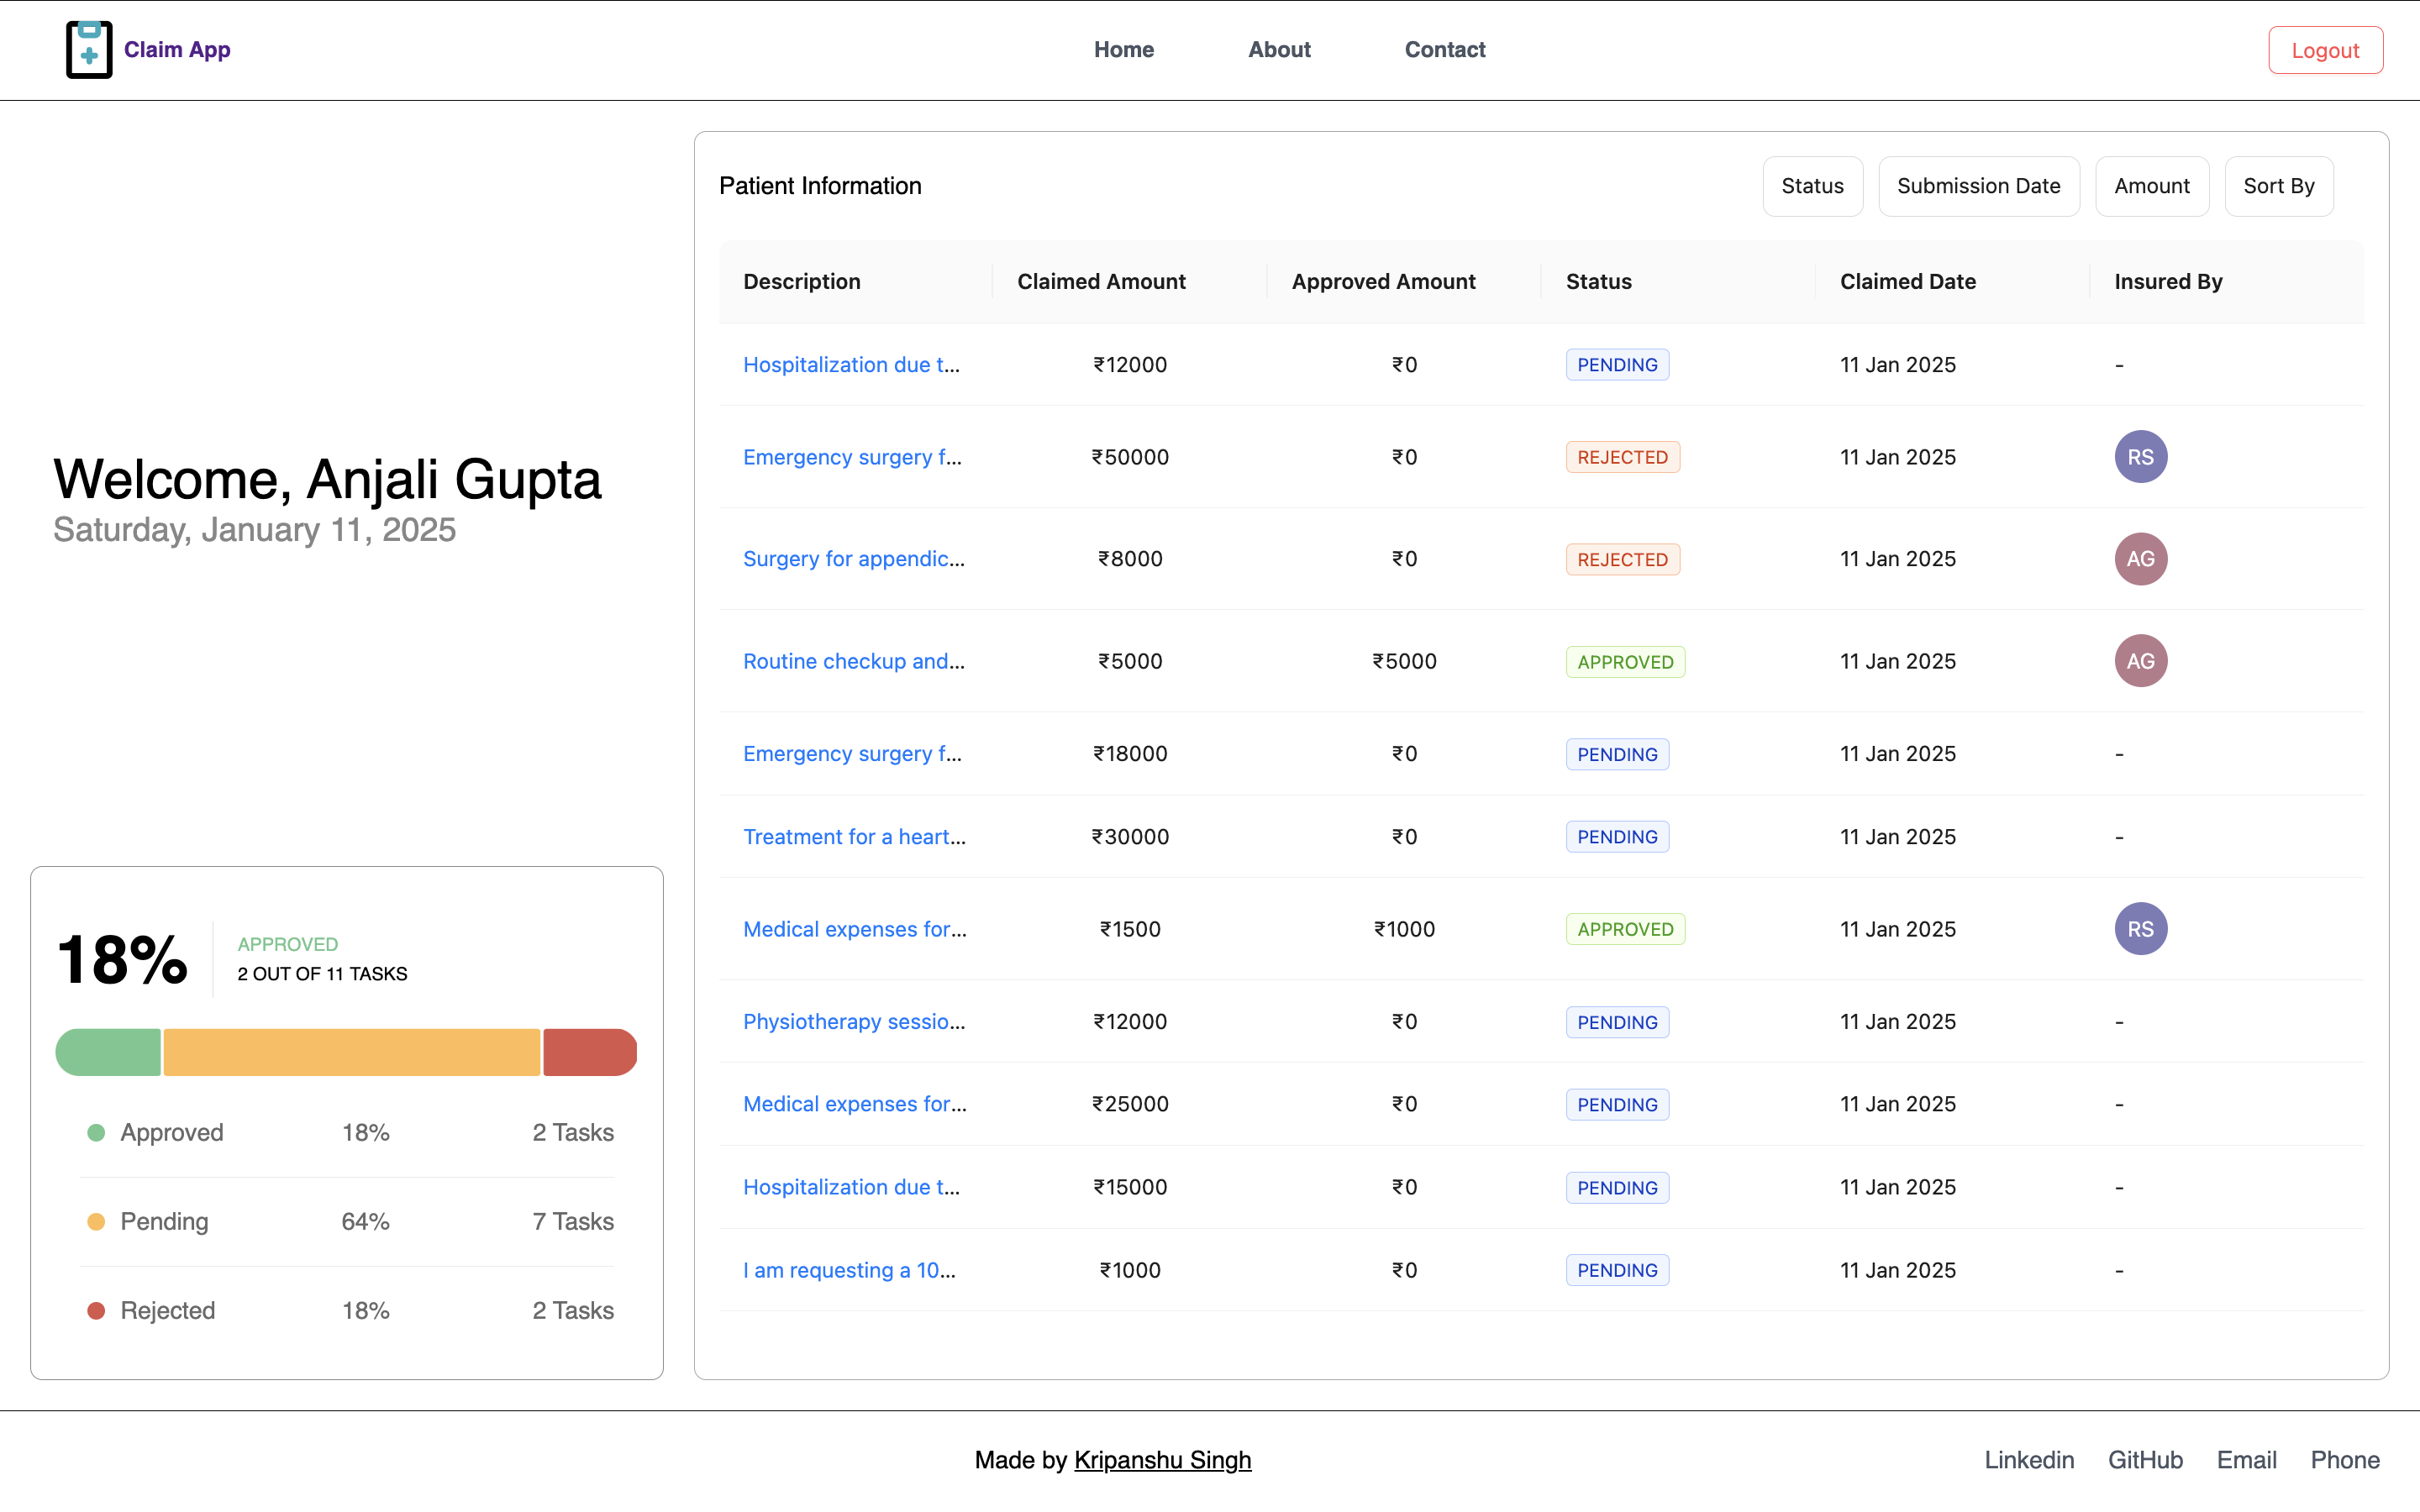 Claim App
Home About Contact
Logout
Welcome, Anjali Gupta
Saturday, January 11, 2025
18%
APPROVED
2 OUT OF 11 TASKS
Approved 18% 2 Tasks
Pending 64% 7 Tasks
Rejected 18% 2 Tasks
Patient Information
Status Submission Date Amount Sort By
Description Claimed Amount Approved Amount Status Claimed Date Insured By
Hospitalization due t... ₹12000 ₹0 PENDING 11 Jan 2025 -
Emergency surgery f... ₹50000 ₹0 REJECTED 11 Jan 2025 RS
Surgery for appendic... ₹8000 ₹0 REJECTED 11 Jan 2025 AG
Routine checkup and... ₹5000 ₹5000 APPROVED 11 Jan 2025 AG
Emergency surgery f... ₹18000 ₹0 PENDING 11 Jan 2025 -
Treatment for a heart... ₹30000 ₹0 PENDING 11 Jan 2025 -
Medical expenses for... ₹1500 ₹1000 APPROVED 11 Jan 2025 RS
Physiotherapy sessio... ₹12000 ₹0 PENDING 11 Jan 2025 -
Medical expenses for... ₹25000 ₹0 PENDING 11 Jan 2025 -
Hospitalization due t... ₹15000 ₹0 PENDING 11 Jan 2025 -
I am requesting a 10... ₹1000 ₹0 PENDING 11 Jan 2025 -
Made by Kripanshu Singh
Linkedin GitHub Email Phone